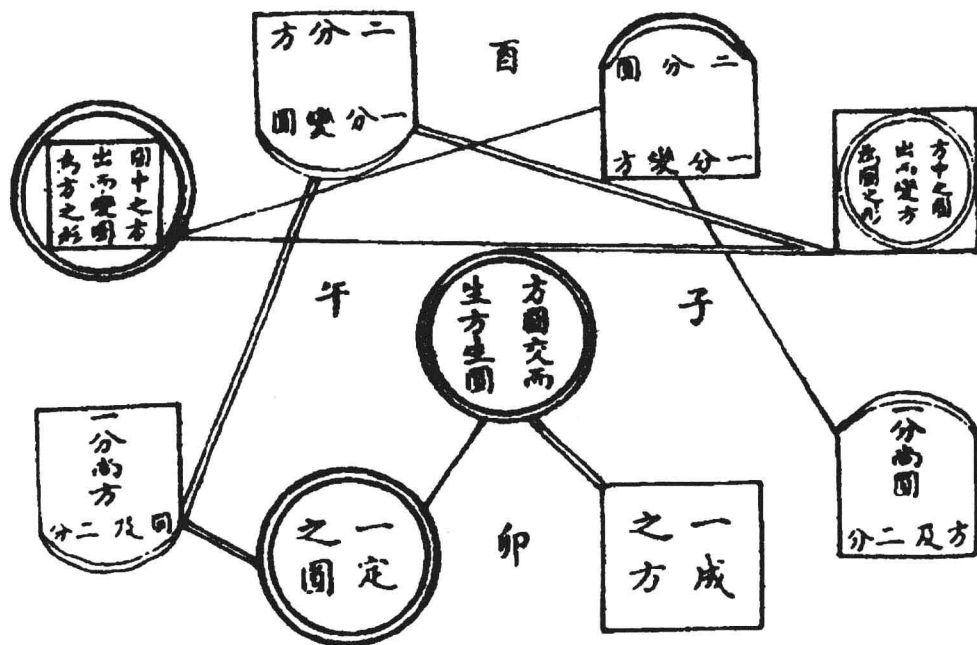 二分圓
一分變方
酉
二分方
一分變圓
方中之圓
出而變方
為圓之形
圓中之方
出而變圓
為方之形
子
方圓交而
生方生圓
午
一分尚圓
方及二分
一成
之方
卯
一定
之圓
一分尚方
圓及二分